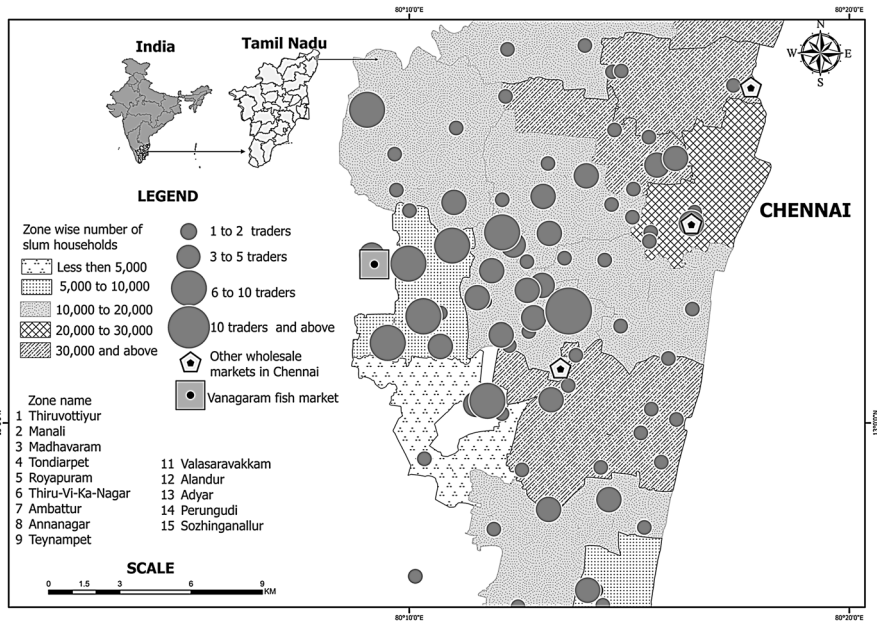 80°10'0"E
80°20'0"E
India
Tamil Nadu
N
W
E
S
LEGEND
CHENNAI
Zone wise number of
slum households
Less then 5,000
5,000 to 10,000
10,000 to 20,000
20,000 to 30,000
30,000 and above
1 to 2 traders
3 to 5 traders
6 to 10 traders
10 traders and above
Other wholesale
markets in Chennai
Vanagaram fish market
Zone name
1 Thiruvottiyur
2 Manali
3 Madhavaram
4 Tondiarpet
5 Royapuram
6 Thiru-Vi-Ka-Nagar
7 Ambattur
8 Annanagar
9 Teynampet
11 Valasaravakkam
12 Alandur
13 Adyar
14 Perungudi
15 Sozhinganallur
SCALE
0 1.5 3 6 9
KM
80°10'0"E
80°20'0"E